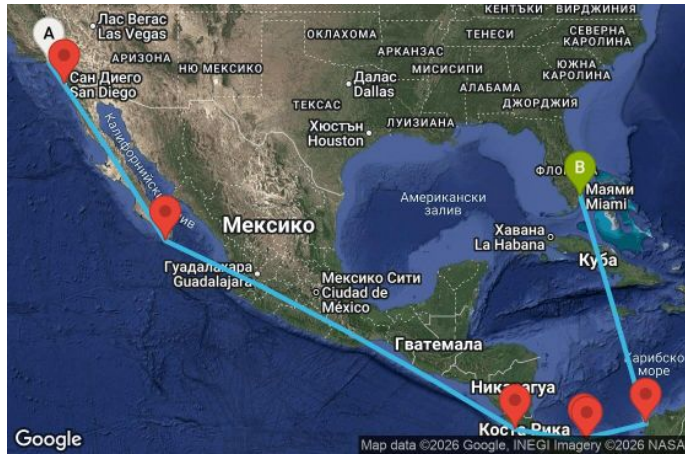 КЕНТЪКИ
ВИРДЖИНИЯ
Лас Вегас
Las Vegas
ОКЛАХОМА
ТЕНЕСИ
СЕВЕРНА
КАРОЛИНА
A
АРИЗОНА
НЮ МЕКСИКО
АРКАНЗАС
МИСИСИПИ
ЮЖНА
КАРОЛИНА
Сан Диего
San Diego
Далас
Dallas
АЛАБАМА
ТЕКСАС
ДЖОРДЖИЯ
Хюстън
Houston
ЛУИЗИАНА
B
Маями
Miami
Американски
залив
Мексико
Хавана
La Habana
Куба
Гуадалахара
Guadalajara
Мексико Сити
Ciudad de
México
Гватемала
море
Никарагуа
Коста Рика
Google
Map data ©2026 Google, INEGI Imagery ©2026 NASA